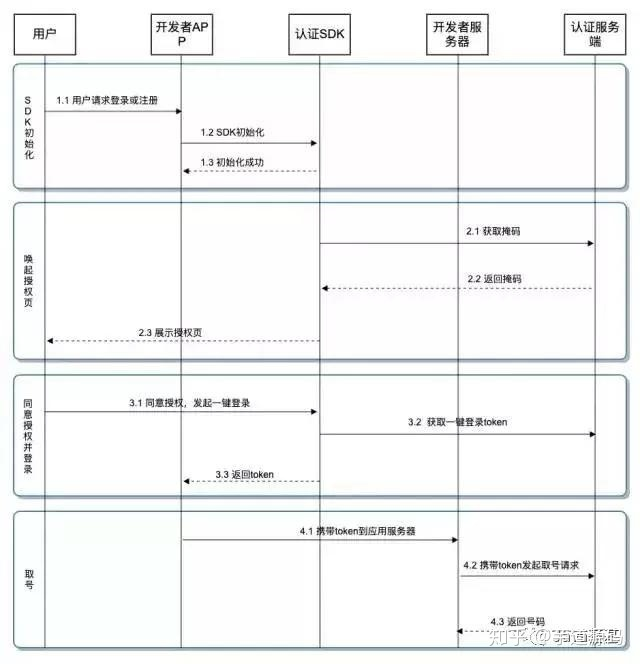 用户
开发者AP
P
认证SDK
开发者服
务器
认证服务
端
SDK初始化
1.1 用户请求登录或注册
1.2 SDK初始化
1.3 初始化成功
唤起授权页
2.1 获取掩码
2.2 返回掩码
2.3 展示授权页
同意授权并登录
3.1 同意授权，发起一键登录
3.2 获取一键登录token
3.3 返回token
取号
4.1 携带token到应用服务器
4.2 携带token发起取号请求
4.3 返回号码
知乎 @芋道源码